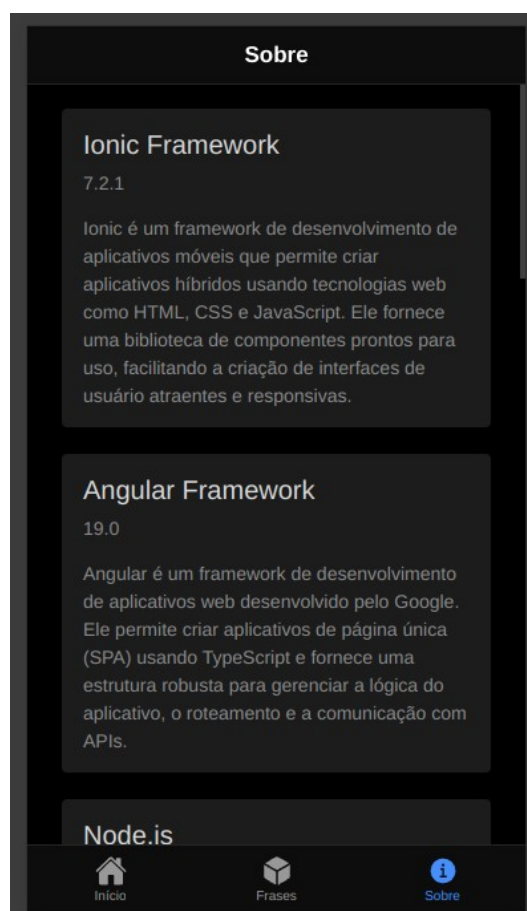 Sobre
Ionic Framework
7.2.1
Ionic é um framework de desenvolvimento de
aplicativos móveis que permite criar
aplicativos híbridos usando tecnologias web
como HTML, CSS e JavaScript. Ele fornece
uma biblioteca de componentes prontos para
uso, facilitando a criação de interfaces de
usuário atraentes e responsivas.
Angular Framework
19.0
Angular é um framework de desenvolvimento
de aplicativos web desenvolvido pelo Google.
Ele permite criar aplicativos de página única
(SPA) usando TypeScript e fornece uma
estrutura robusta para gerenciar a lógica do
aplicativo, o roteamento e a comunicação com
APIs.
Node.js
Início
Frases
Sobre